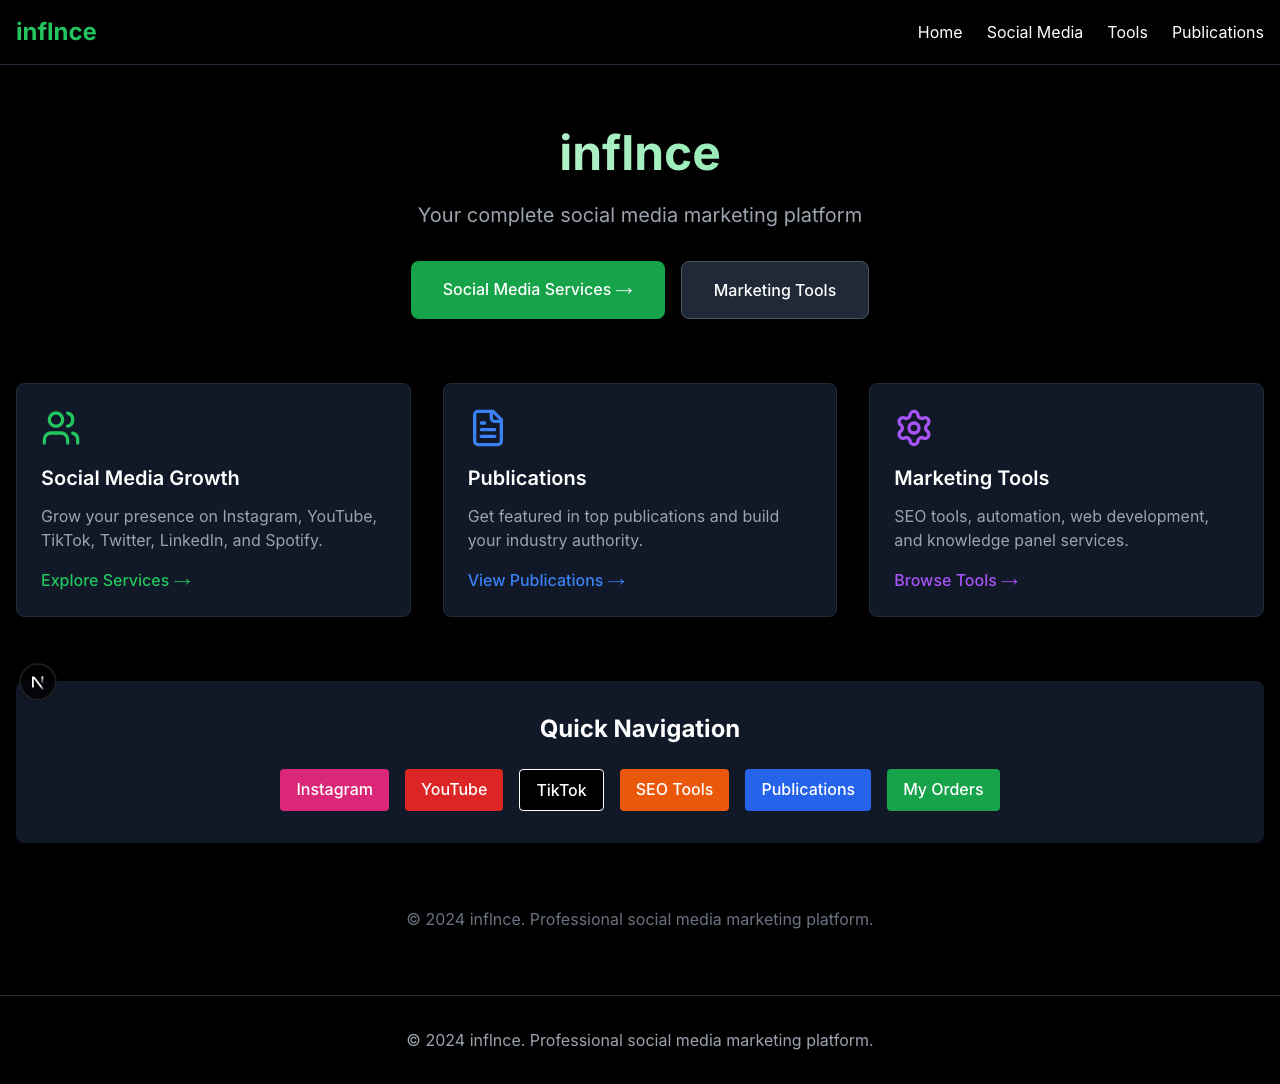 inflnce
Home
Social Media
Tools
Publications
inflnce
Your complete social media marketing platform
Social Media Services →
Marketing Tools
Social Media Growth
Grow your presence on Instagram, YouTube,
TikTok, Twitter, LinkedIn, and Spotify.
Explore Services →
Publications
Get featured in top publications and build
your industry authority.
View Publications →
Marketing Tools
SEO tools, automation, web development,
and knowledge panel services.
Browse Tools →
N
Quick Navigation
Instagram
YouTube
TikTok
SEO Tools
Publications
My Orders
© 2024 inflnce. Professional social media marketing platform.
© 2024 inflnce. Professional social media marketing platform.